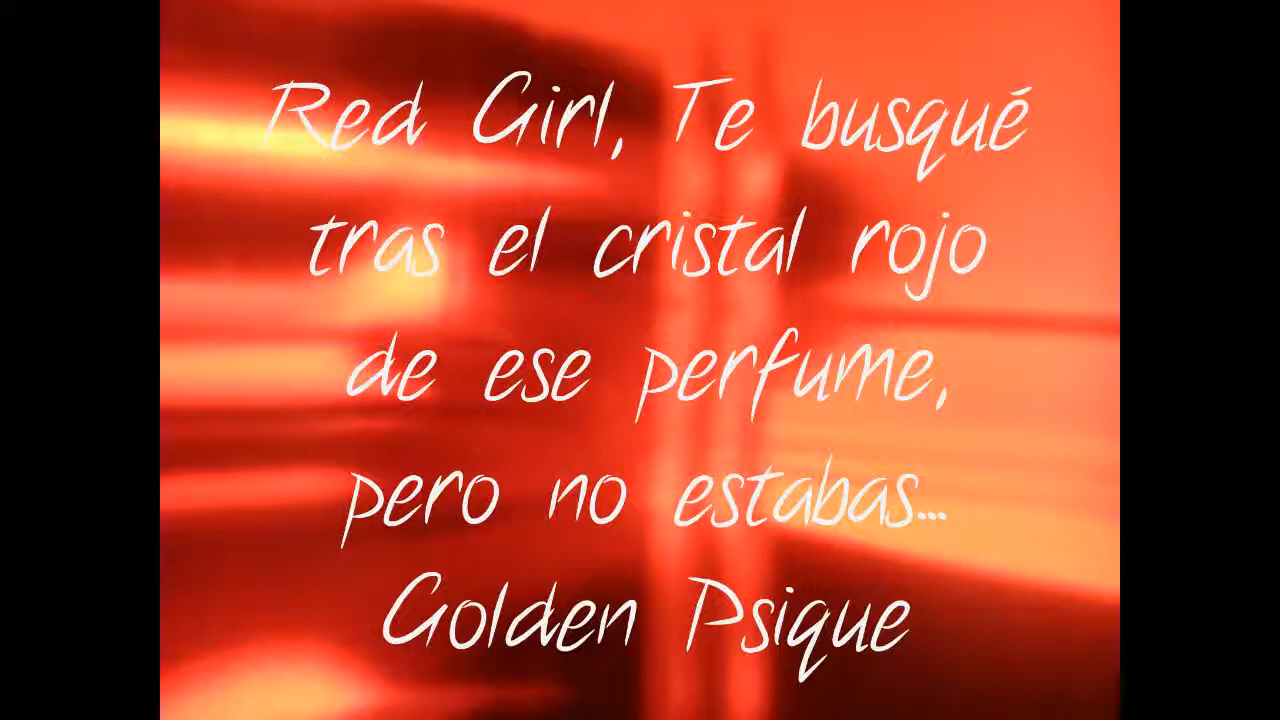 Red Girl, Te busqué
tras el cristal rojo
de ese perfume,
pero no estabas...
Golden Psique